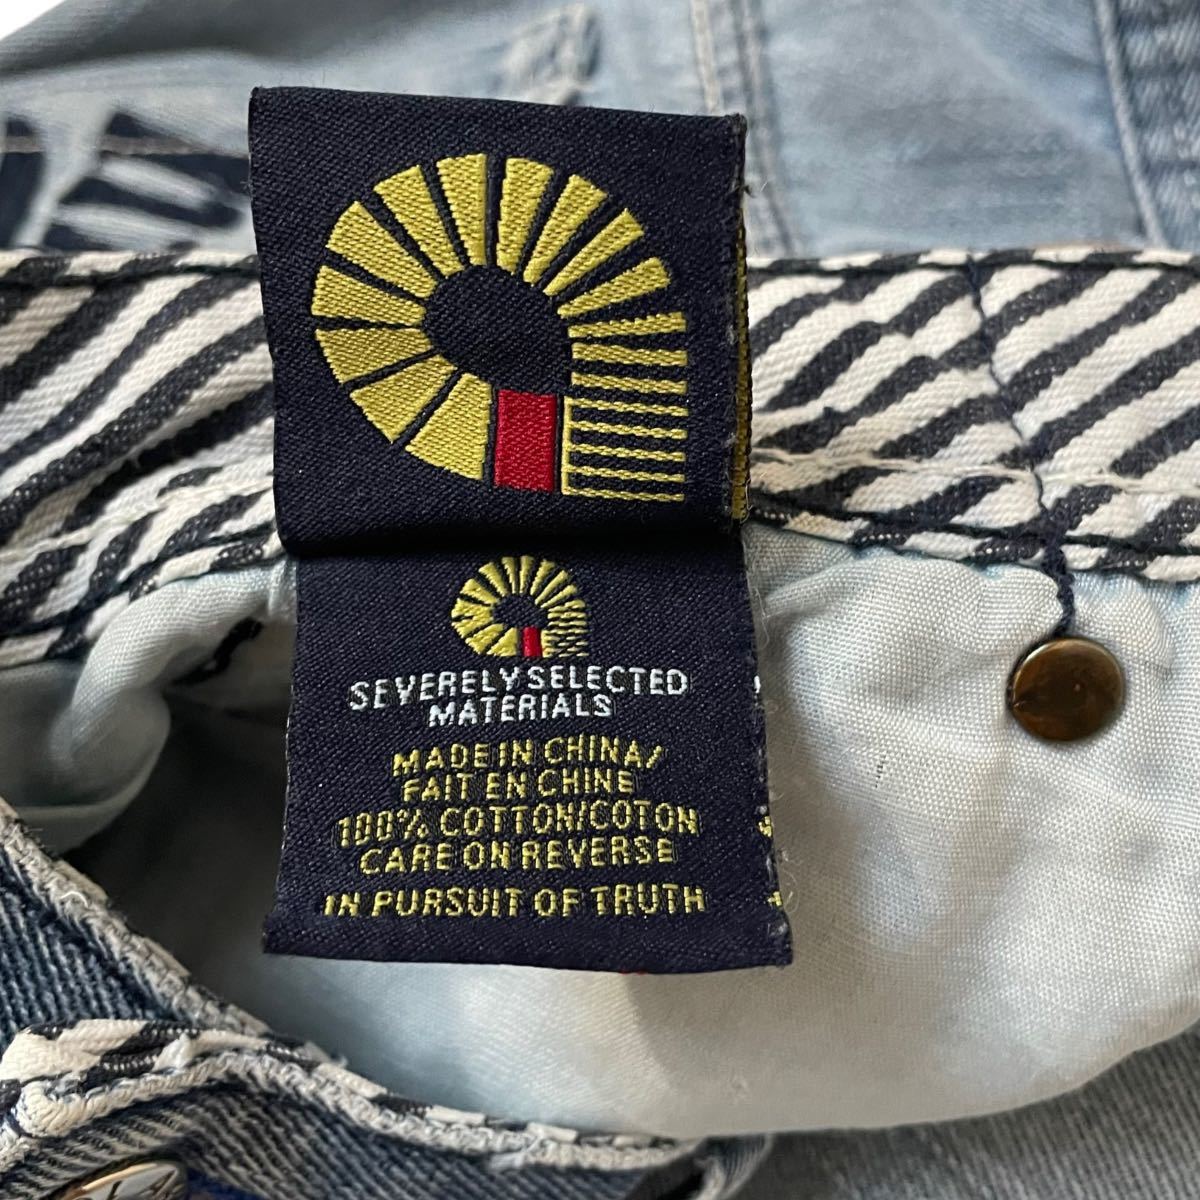 SEVERELY SELECTED
MATERIALS
MADE IN CHINA/
FAIT EN CHINE
100% COTTON/COTON
CARE ON REVERSE
IN PURSUIT OF TRUTH